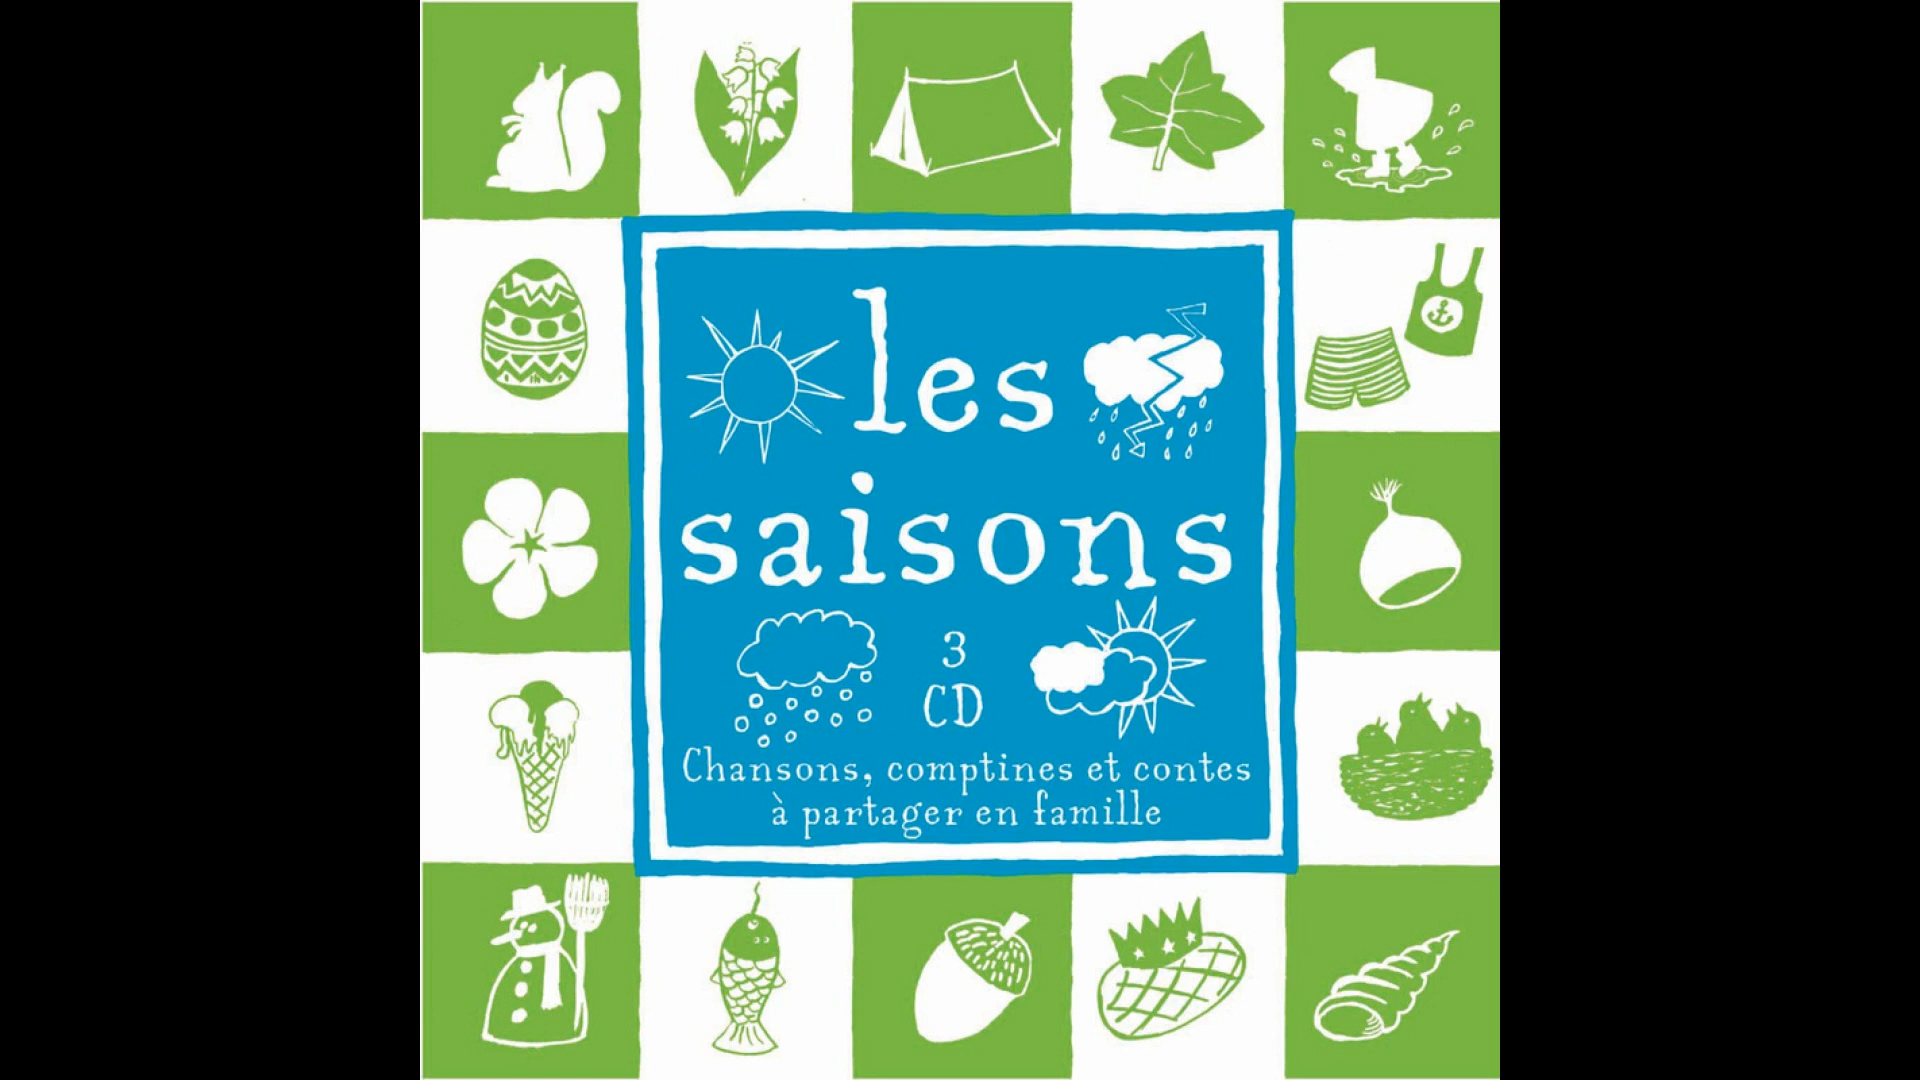 les
saisons
3
CD
Chansons, comptines et contes
à partager en famille